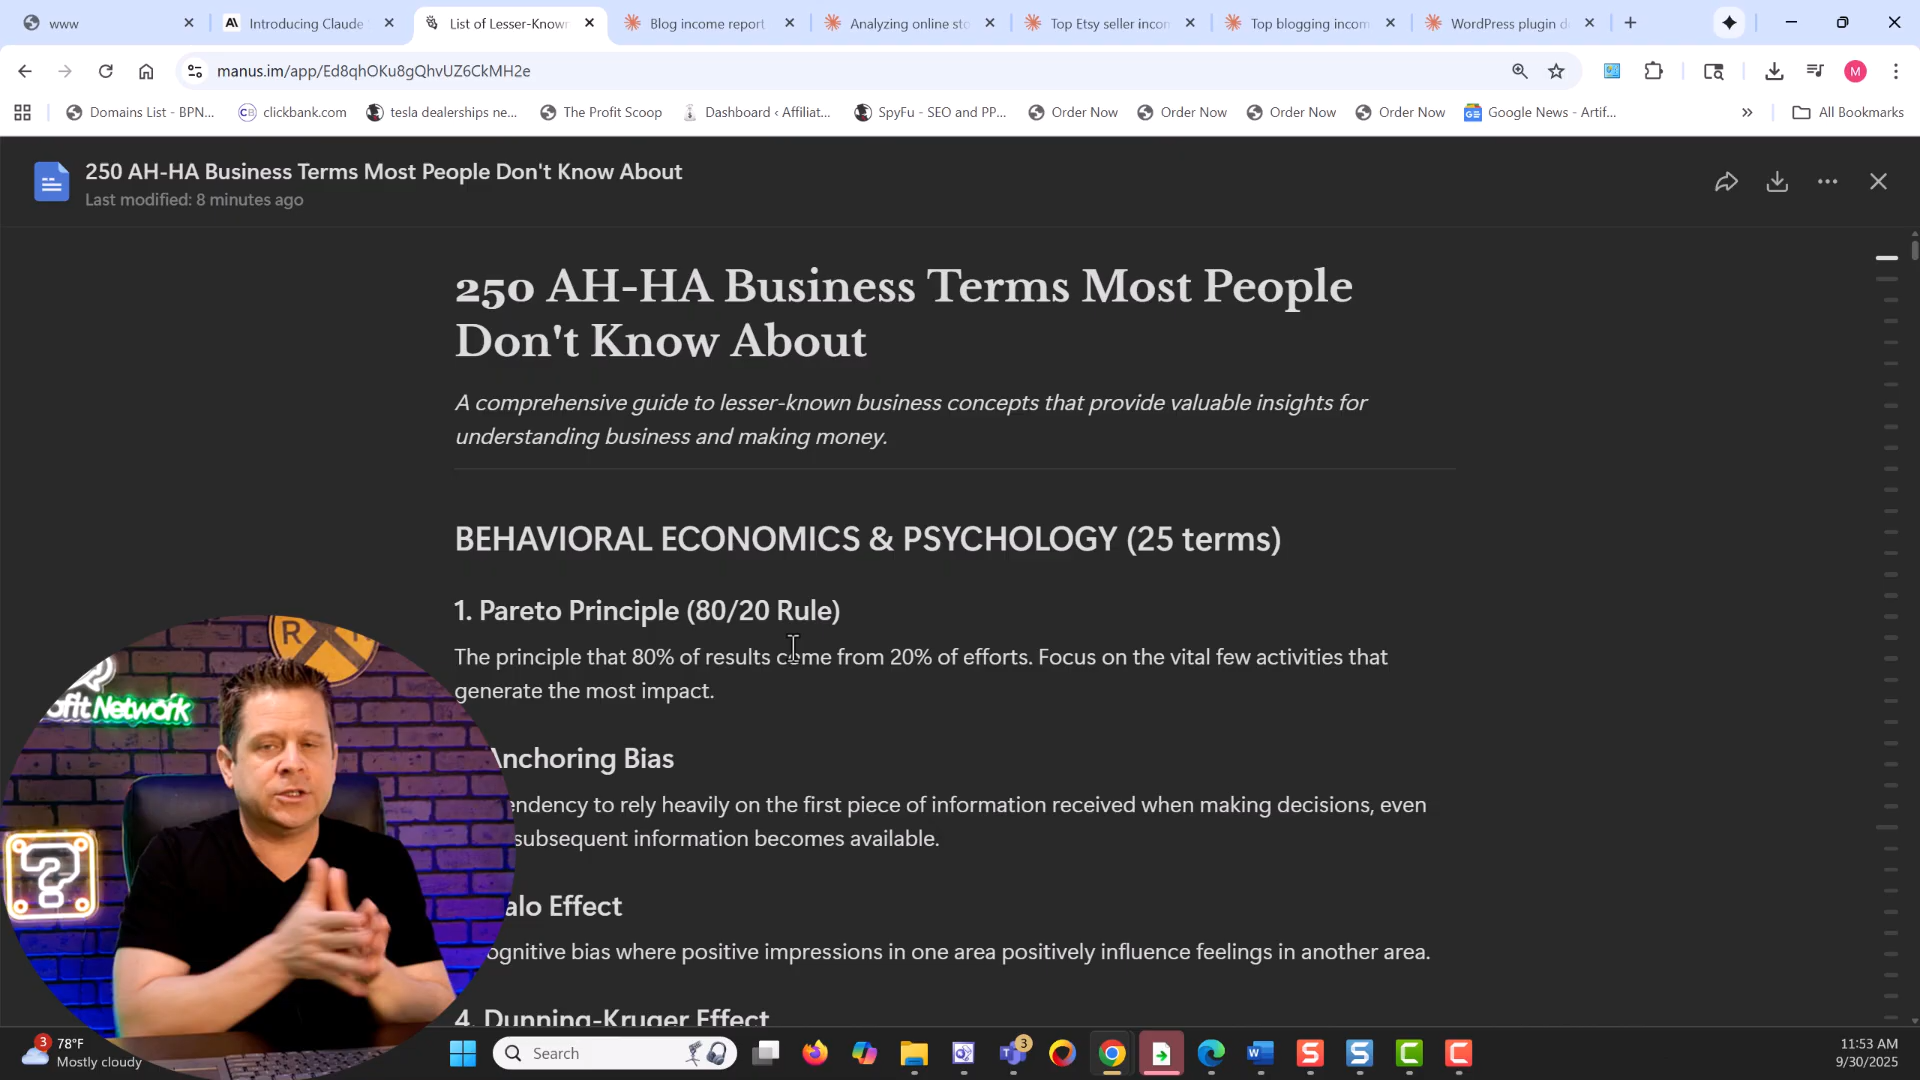 www
Introducing Claude
List of Lesser-Known
Blog income report
Analyzing online sto
Top Etsy seller incom
Top blogging incom
WordPress plugin d
manus.im/app/Ed8qhOKu8gQhvUZ6CkMH2e
M
Domains List - BPN...
CB
clickbank.com
tesla dealerships ne...
The Profit Scoop
Dashboard ‹ Affiliat...
SpyFu - SEO and PP...
Order Now
Order Now
Order Now
Order Now
Google News - Artif...
»
All Bookmarks
250 AH-HA Business Terms Most People Don't Know About
Last modified: 8 minutes ago
250 AH-HA Business Terms Most People
Don't Know About
A comprehensive guide to lesser-known business concepts that provide valuable insights for
understanding business and making money.
BEHAVIORAL ECONOMICS & PSYCHOLOGY (25 terms)
1. Pareto Principle (80/20 Rule)
The principle that 80% of results come from 20% of efforts. Focus on the vital few activities that
generate the most impact.
Anchoring Bias
endency to rely heavily on the first piece of information received when making decisions, even
subsequent information becomes available.
alo Effect
ognitive bias where positive impressions in one area positively influence feelings in another area.
4. Dunning-Kruger Effect
R R
ofitNetwork
?
3
78°F
Mostly cloudy
Search
3
11:53 AM
9/30/2025